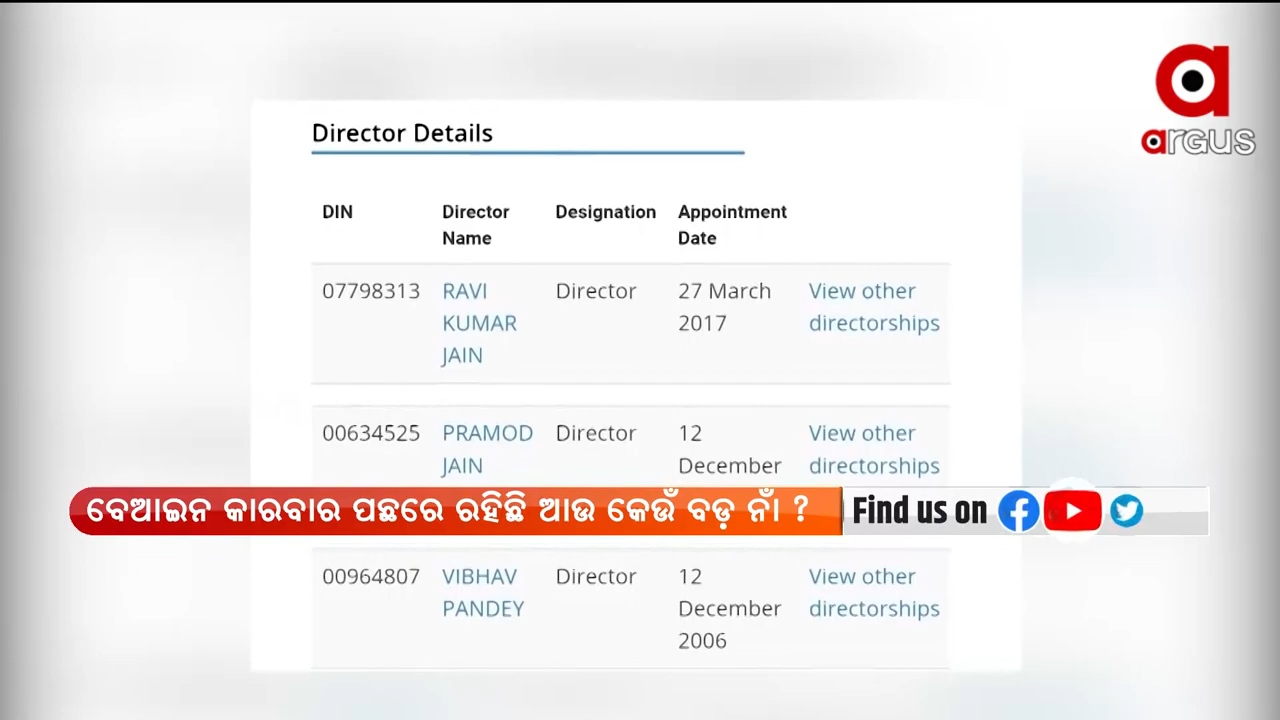 argus
Director Details
DIN Director Name Designation Appointment Date
07798313 RAVI KUMAR JAIN Director 27 March 2017 View other directorships
00634525 PRAMOD JAIN Director 12 December View other directorships
ବେଆଇନ କାରବାର ପଛରେ ରହିଛି ଆଉ କେଉଁ ବଡ଼ ନାଁ ? Find us on
00964807 VIBHAV PANDEY Director 12 December 2006 View other directorships